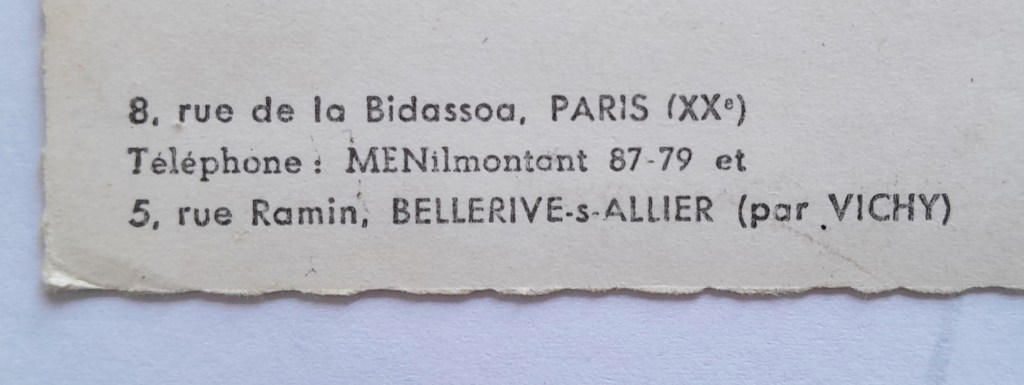 8, rue de la Bidassoa, PARIS (XXᵉ)
Téléphone : MENilmontant 87-79 et
5, rue Ramin, BELLERIVE-s-ALLIER (par VICHY)